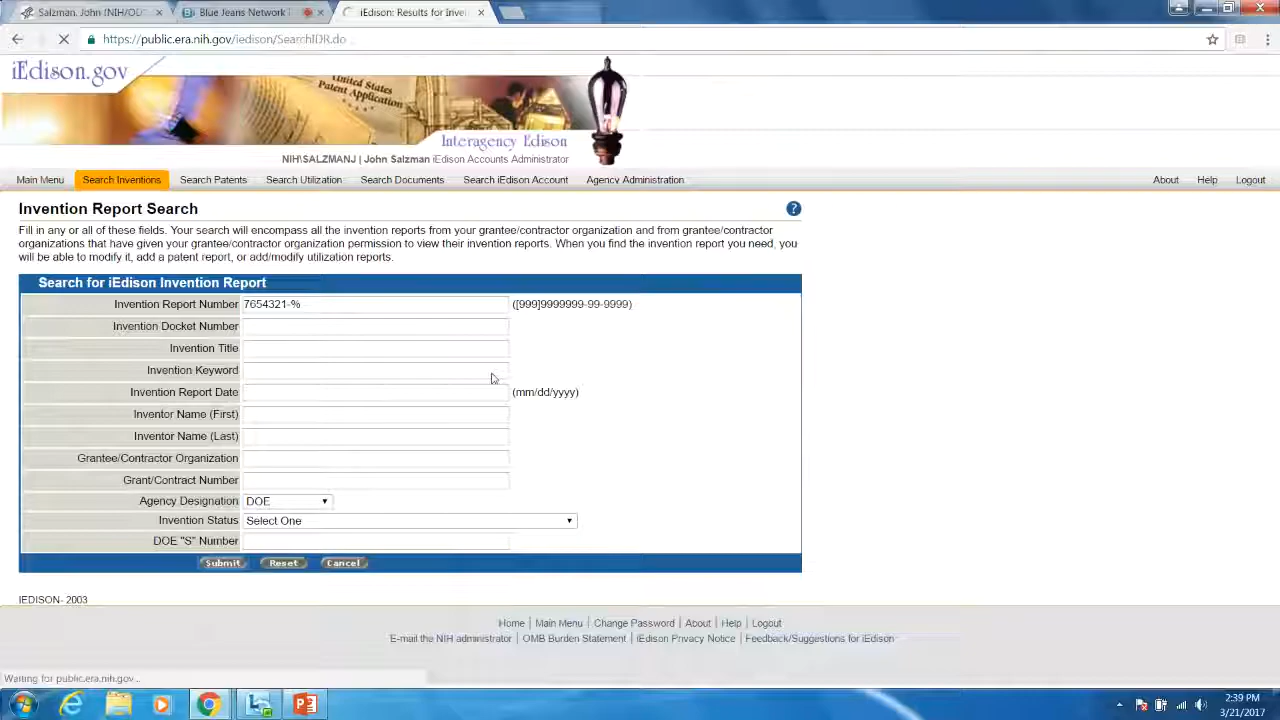 Salzman, John (NIH/OD ×
Blue Jeans Network
iEdison: Results for Inver ×
https://public.era.nih.gov/iedison/SearchIDR.do
iEdison.gov
United States
Patent Application
Interagency Edison
NIH\SALZMANJ | John Salzman iEdison Accounts Administrator
Main Menu Search Inventions Search Patents Search Utilization Search Documents Search iEdison Account Agency Administration About Help Logout
Invention Report Search ?
Fill in any or all of these fields. Your search will encompass all the invention reports from your grantee/contractor organization and from grantee/contractor
organizations that have given your grantee/contractor organization permission to view their invention reports. When you find the invention report you need, you
will be able to modify it, add a patent report, or add/modify utilization reports.
Search for iEdison Invention Report
Invention Report Number 7654321-% ([999]9999999-99-9999)
Invention Docket Number
Invention Title
Invention Keyword
Invention Report Date (mm/dd/yyyy)
Inventor Name (First)
Inventor Name (Last)
Grantee/Contractor Organization
Grant/Contract Number
Agency Designation DOE
Invention Status Select One
DOE "S" Number
Submit Reset Cancel
IEDISON- 2003
Home | Main Menu | Change Password | About | Help | Logout
E-mail the NIH administrator | OMB Burden Statement | iEdison Privacy Notice | Feedback/Suggestions for iEdison
Waiting for public.era.nih.gov...
2:39 PM
3/21/2017